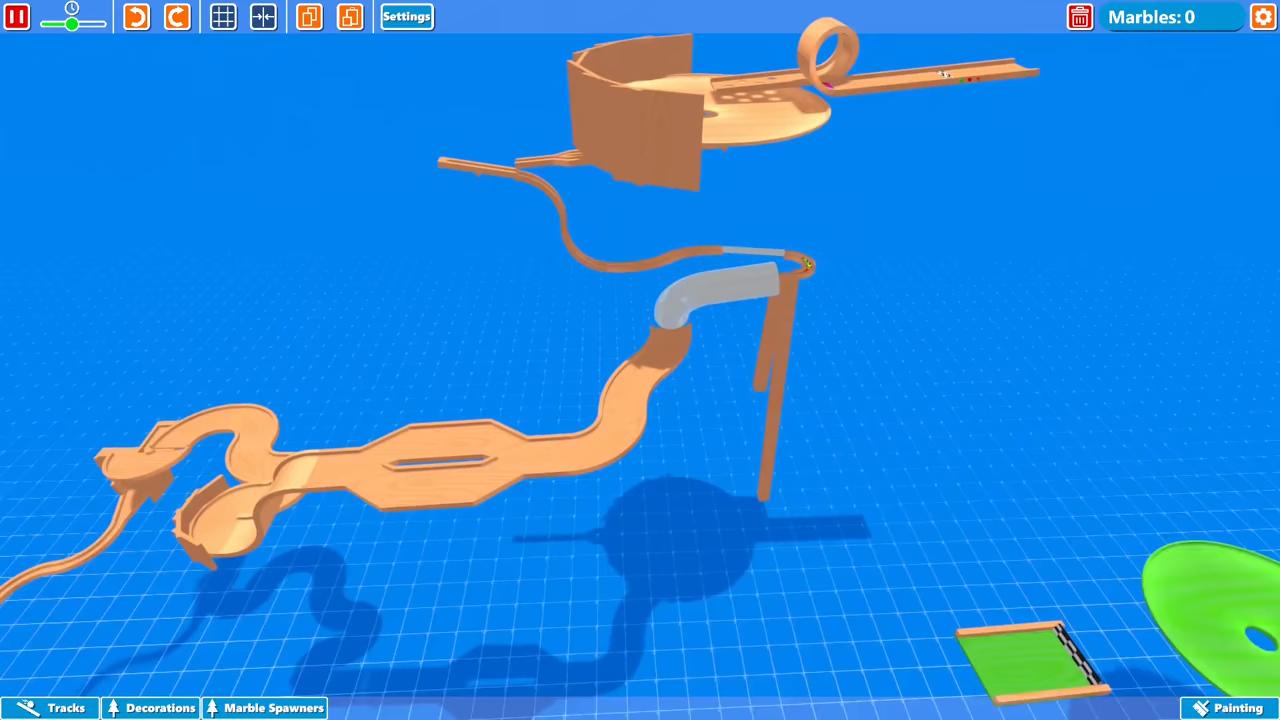 Settings
Marbles: 0
Tracks
Decorations
Marble Spawners
Painting